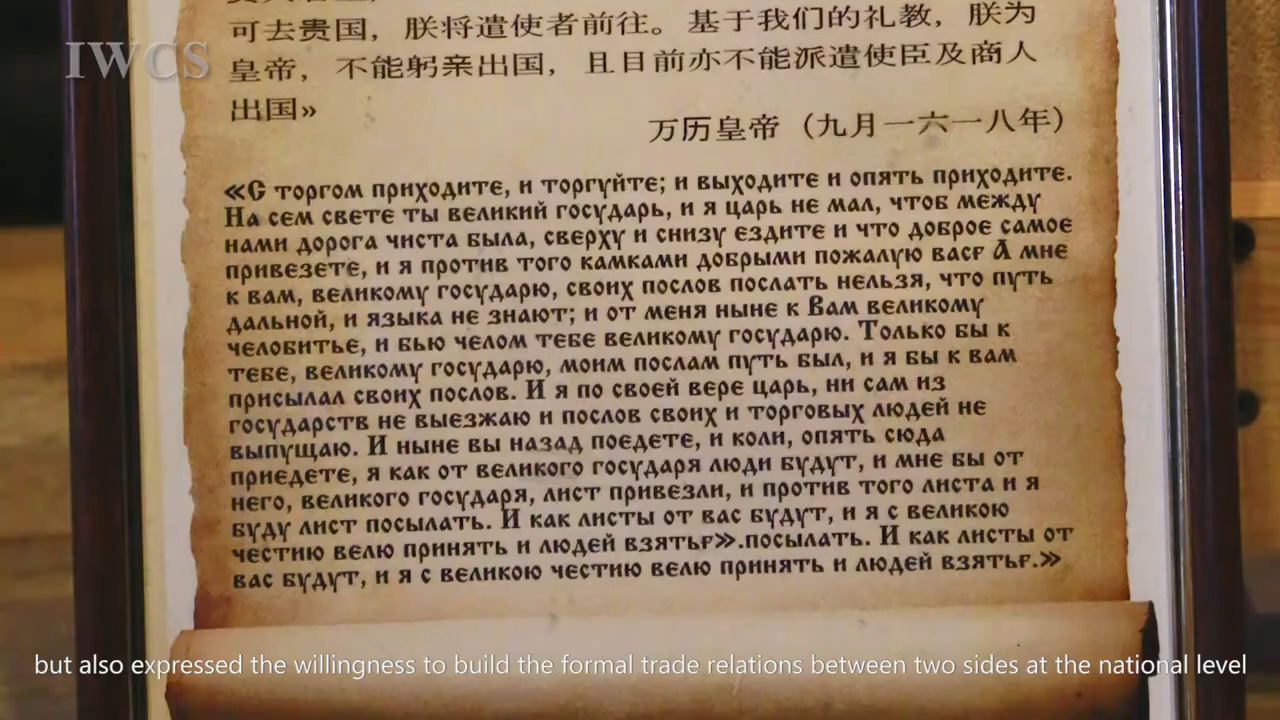 可去贵国，朕将遣使者前往。基于我们的礼教，朕为
IWCS
皇帝，不能躬亲出国，且目前亦不能派遣使臣及商人
出国»
万历皇帝（九月一六一八年）
«С торгом приходите, и торгуйте; и выходите и опять приходите.
На сем свете ты великий государь, и я царь не мал, чтоб между
нами дорога чиста была, сверху и снизу ездите и что доброе самое
привезете, и я против того камками добрыми пожалую васғ А мне
к вам, великому государю, своих послов послать нельзя, что путь
дальной, и языка не знают; и от меня ныне к Вам великому
челобитье, и бью челом тебе великому государю. Только бы к
тебе, великому государю, моим послам путь был, и я бы к вам
присылал своих послов. И я по своей вере царь, ни сам из
государств не выезжаю и послов своих и торговых людей не
выпущаю. И ныне вы назад поедете, и коли, опять сюда
приедете, я как от великого государя люди будут, и мне бы от
него, великого государя, лист привезли, и против того листа и я
буду лист посылать. И как листы от вас будут, и я с великою
честию велю принять и людей взятьғ».посылать. И как листы от
вас будут, и я с великою честию велю принять и людей взятьғ.»
but also expressed the willingness to build the formal trade relations between two sides at the national level